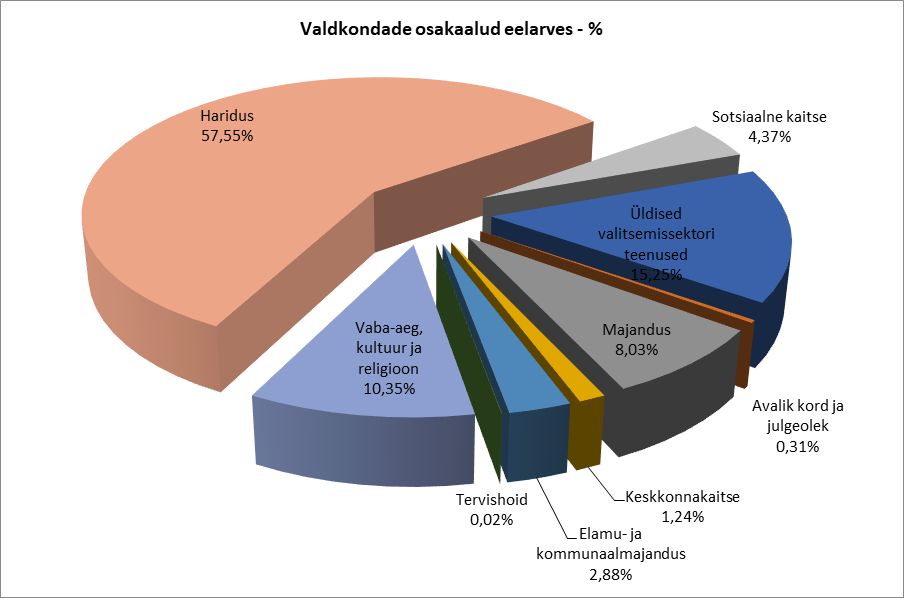 Valdkondade osakaalud eelarves - %
Haridus
57,55%
Sotsiaalne kaitse
4,37%
Üldised
valitsemissektori
teenused
15,25%
Majandus
8,03%
Vaba-aeg,
kultuur ja
religioon
10,35%
Avalik kord ja
julgeolek
0,31%
Tervishoid
0,02%
Keskkonnakaitse
1,24%
Elamu- ja
kommunaalmajandus
2,88%